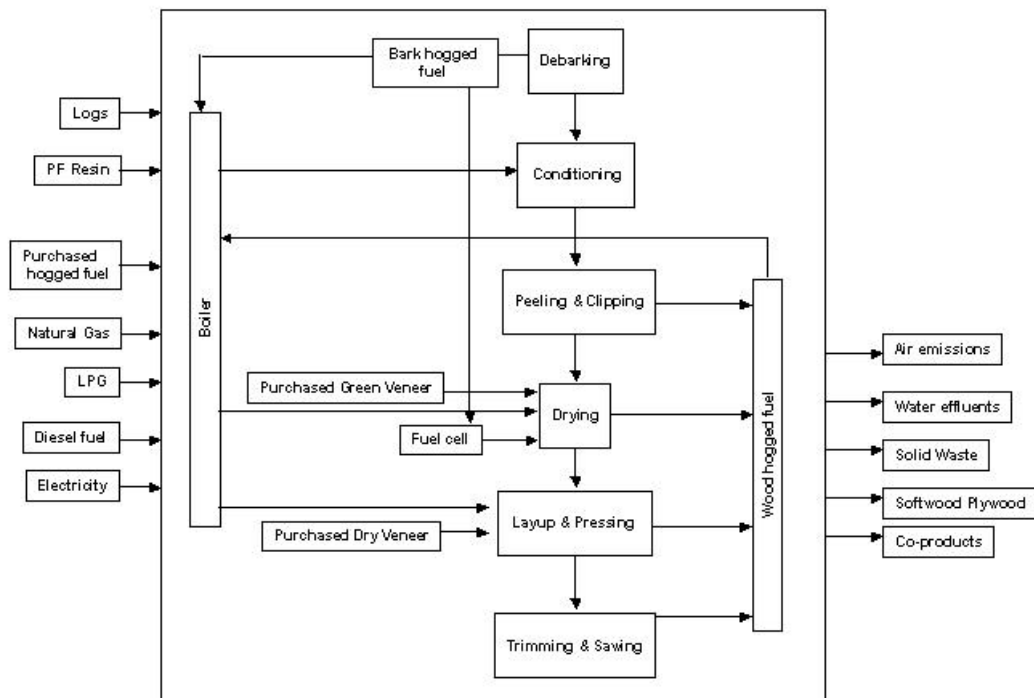 Bark hogged
fuel
Debarking
Logs
PF Resin
Conditioning
Purchased
hogged fuel
Peeling & Clipping
Natural Gas
Boiler
Wood hogged fuel
Air emissions
LPG
Purchased Green Veneer
Drying
Water effluents
Diesel fuel
Fuel cell
Solid Waste
Electricity
Layup & Pressing
Softwood Plywood
Purchased Dry Veneer
Co-products
Trimming & Sawing